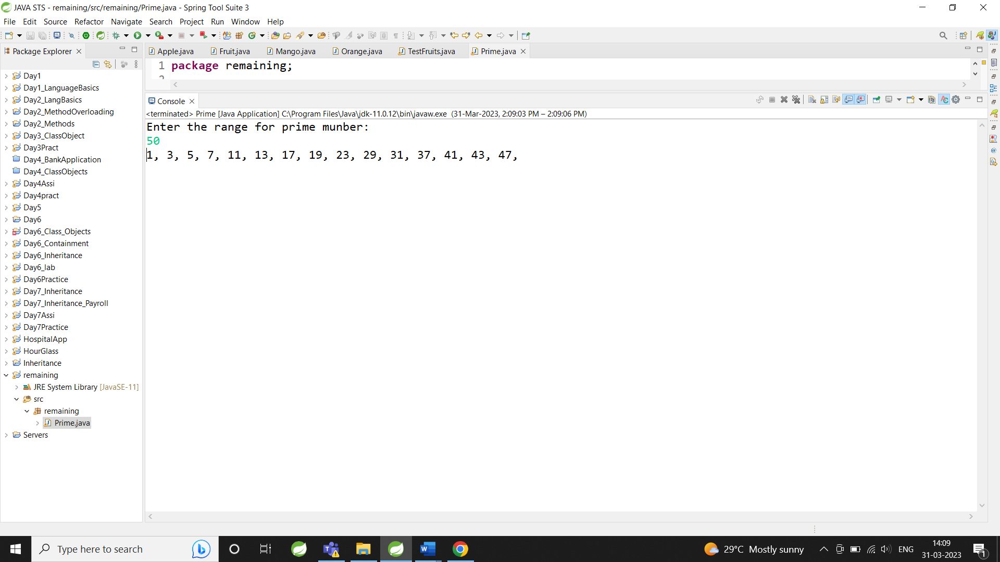 JAVA STS - remaining/src/remaining/Prime.java - Spring Tool Suite 3
File Edit Source Refactor Navigate Search Project Run Window Help
Package Explorer
Day1
Day1_LanguageBasics
Day2_LangBasics
Day2_MethodOverloading
Day2_Methods
Day3_ClassObject
Day3Pract
Day4_BankApplication
Day4_ClassObjects
Day4Assi
Day4pract
Day5
Day6
Day6_Class_Objects
Day6_Containment
Day6_Inheritance
Day6_lab
Day6Practice
Day7_Inheritance
Day7_Inheritance_Payroll
Day7Assi
Day7Practice
HospitalApp
HourGlass
Inheritance
remaining
JRE System Library [JavaSE-11]
src
remaining
Prime.java
Servers
Apple.java Fruit.java Mango.java Orange.java TestFruits.java Prime.java
1 package remaining;
Console
<terminated> Prime [Java Application] C:\Program Files\Java\jdk-11.0.12\bin\javaw.exe (31-Mar-2023, 2:09:03 PM – 2:09:06 PM)
Enter the range for prime munber:
50
1, 3, 5, 7, 11, 13, 17, 19, 23, 29, 31, 37, 41, 43, 47,
Type here to search
29°C Mostly sunny
ENG
14:09
31-03-2023
1